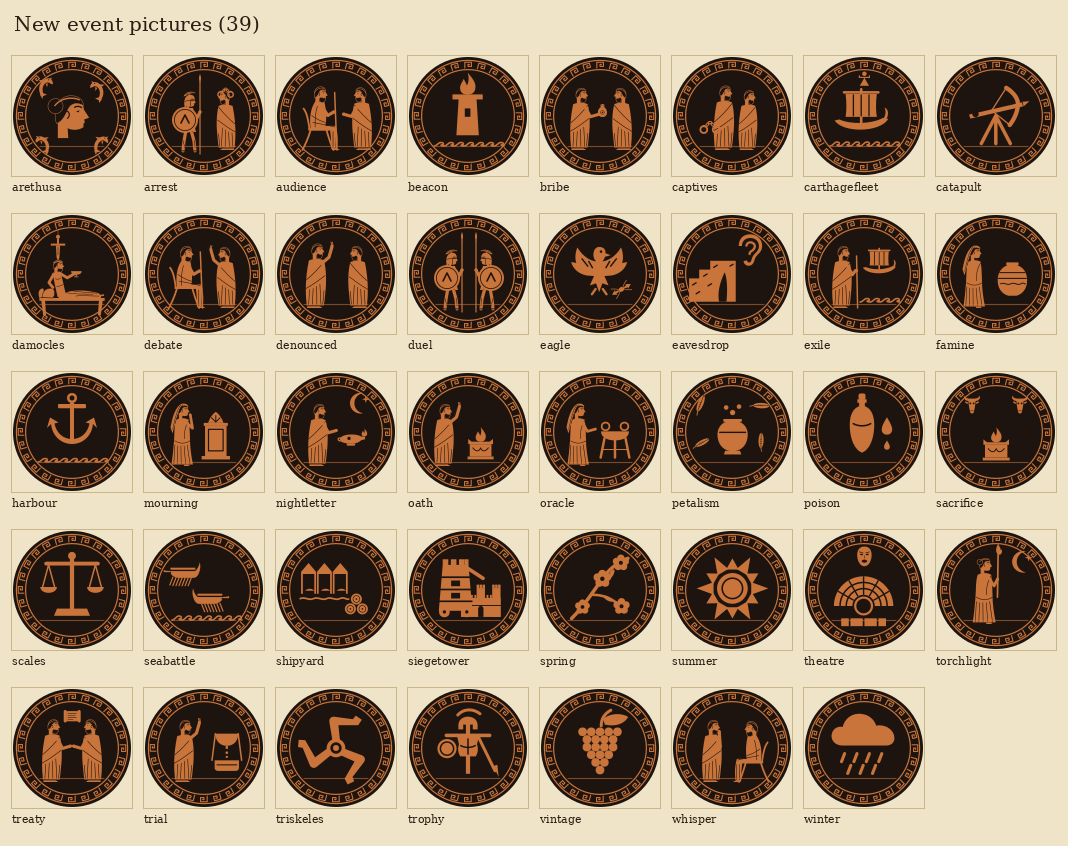 New event pictures (39)
arethusa arrest audience beacon bribe captives carthagefleet catapult
damocles debate denounced duel eagle eavesdrop exile famine
harbour mourning nightletter oath oracle petalism poison sacrifice
scales seabattle shipyard siegetower spring summer theatre torchlight
treaty trial triskeles trophy vintage whisper winter